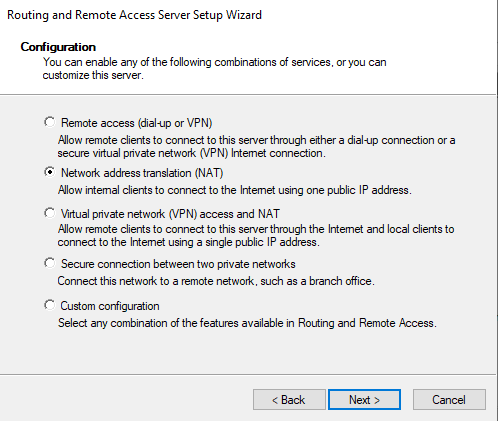 Routing and Remote Access Server Setup Wizard
Configuration
You can enable any of the following combinations of services, or you can
customize this server.
Remote access (dial-up or VPN)
Allow remote clients to connect to this server through either a dial-up connection or a
secure virtual private network (VPN) Internet connection.
Network address translation (NAT)
Allow internal clients to connect to the Internet using one public IP address.
Virtual private network (VPN) access and NAT
Allow remote clients to connect to this server through the Internet and local clients to
connect to the Internet using a single public IP address.
Secure connection between two private networks
Connect this network to a remote network, such as a branch office.
Custom configuration
Select any combination of the features available in Routing and Remote Access.
< Back
Next >
Cancel